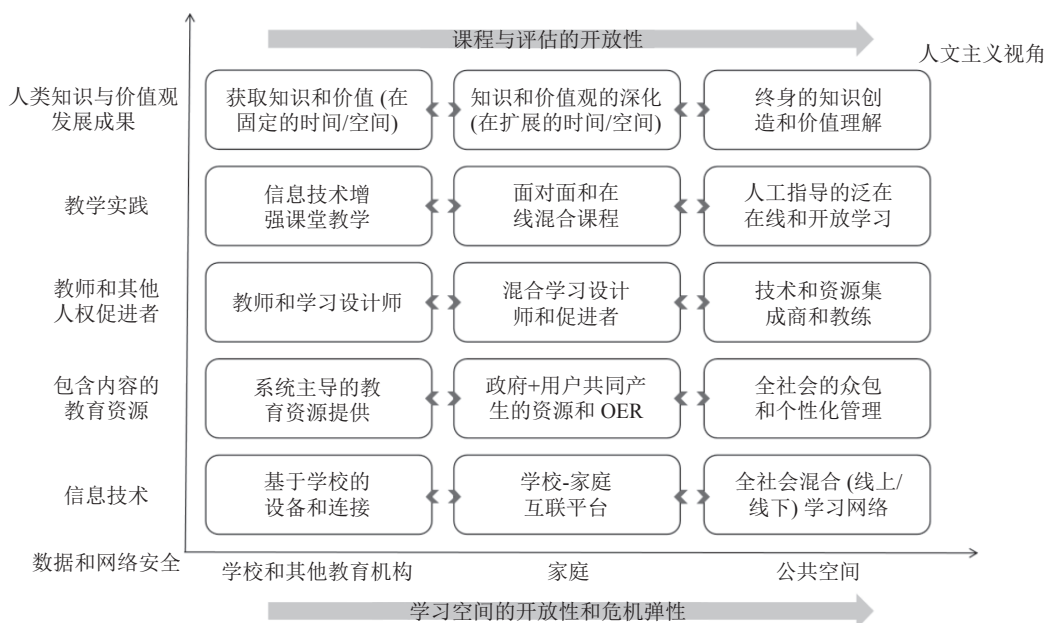 课程与评估的开放性
人文主义视角
人类知识与价值观
发展成果
获取知识和价值 (在
固定的时间/空间)
知识和价值观的深化
(在扩展的时间/空间)
终身的知识创
造和价值理解
教学实践
信息技术增
强课堂教学
面对面和在
线混合课程
人工指导的泛在
在线和开放学习
教师和其他
人权促进者
教师和学习设计师
混合学习设计
师和促进者
技术和资源集
成商和教练
包含内容的
教育资源
系统主导的教
育资源提供
政府+用户共同产
生的资源和 OER
全社会的众包
和个性化管理
信息技术
基于学校的
设备和连接
学校-家庭
互联平台
全社会混合 (线上/
线下) 学习网络
数据和网络安全
学校和其他教育机构
家庭
公共空间
学习空间的开放性和危机弹性